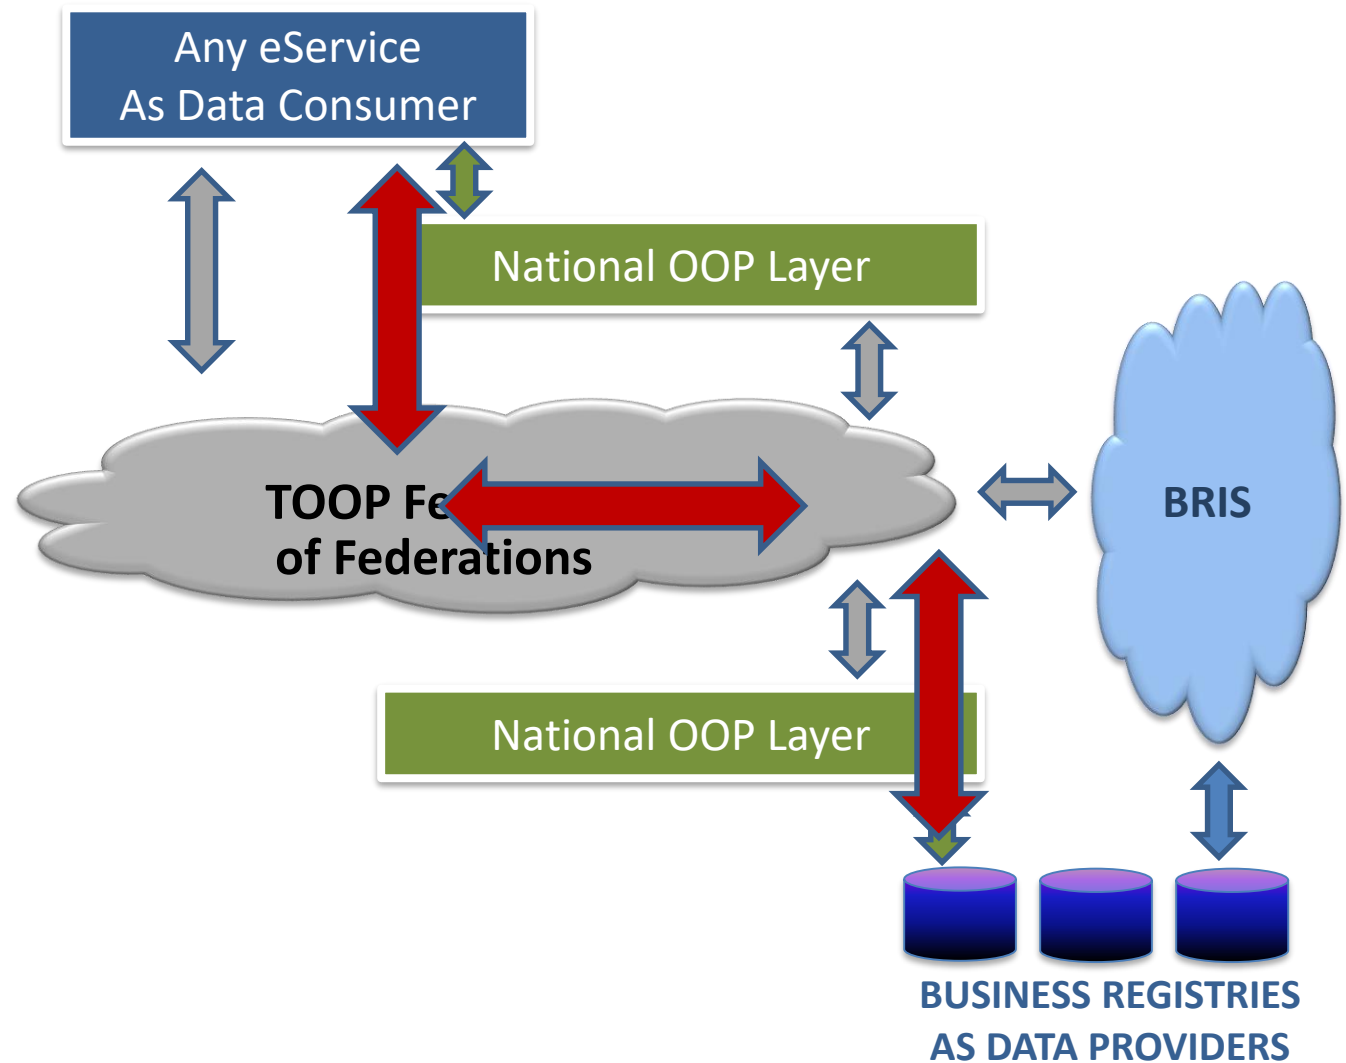 Any eService
As Data Consumer
National OOP Layer
TOOP
of Federations
BRIS
National OOP Layer
BUSINESS REGISTRIES
AS DATA PROVIDERS